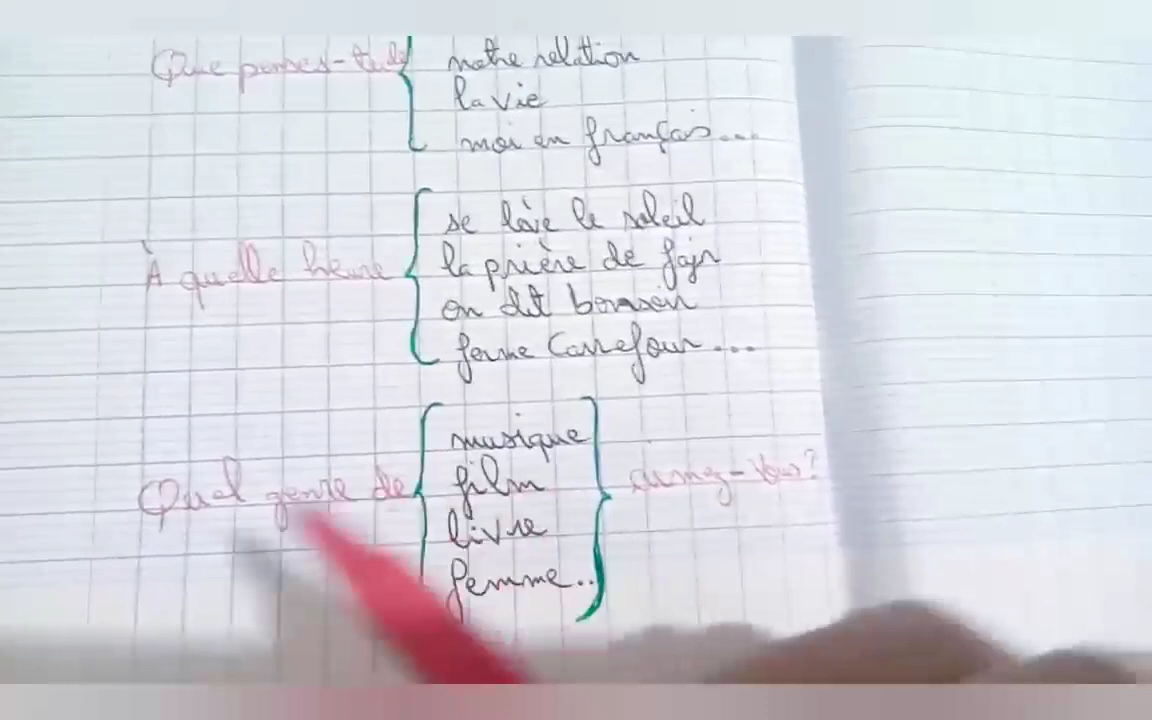 Que penses-tu de
notre relation
la vie
moi en français...
À quelle heure
se lève le soleil
la prière de fajr
on dit bonsoir
ferme Carrefour...
Quel genre de
musique
film
livre
femme..
aimez-vous?